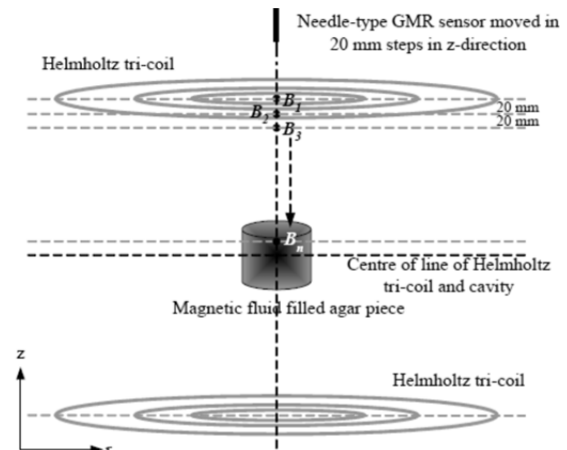 Needle-type GMR sensor moved in
20 mm steps in z-direction
Helmholtz tri-coil
B1
B2
B3
20 mm
20 mm
Bn
Centre of line of Helmholtz
tri-coil and cavity
Magnetic fluid filled agar piece
z
Helmholtz tri-coil